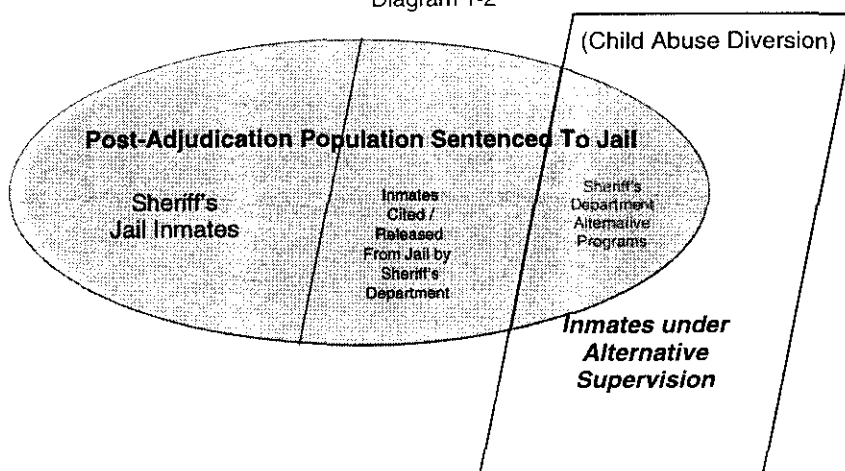 Diagram 1-2
(Child Abuse Diversion)
Post-Adjudication Population Sentenced To Jail
Sheriff's
Jail Inmates
Inmates
Cited /
Released
From Jail by
Sheriff's
Department
Sheriff's
Department
Alternative
Programs
Inmates under
Alternative
Supervision